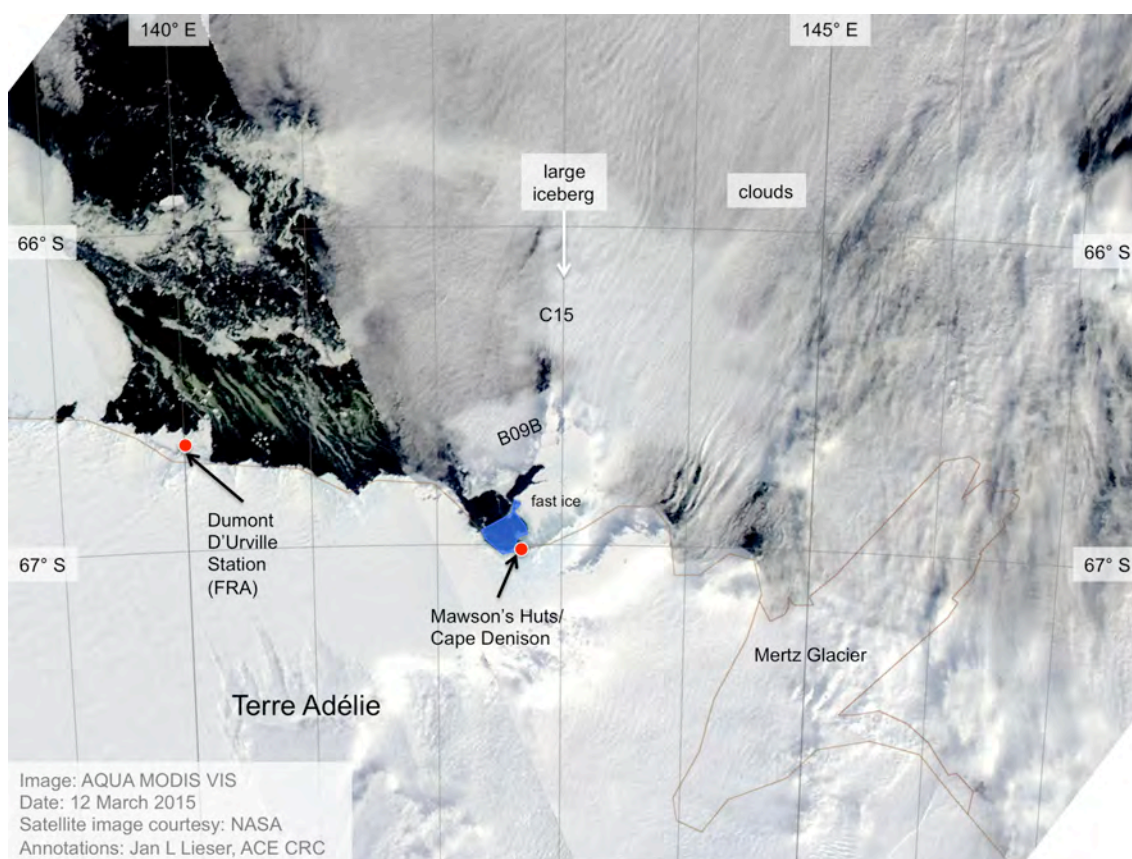 140° E
145° E
large
iceberg
clouds
66° S
66° S
C15
B09B
fast ice
Dumont
D'Urville
Station
(FRA)
67° S
67° S
Mawson's Huts/
Cape Denison
Mertz Glacier
Terre Adélie
Image: AQUA MODIS VIS
Date: 12 March 2015
Satellite image courtesy: NASA
Annotations: Jan L Lieser, ACE CRC